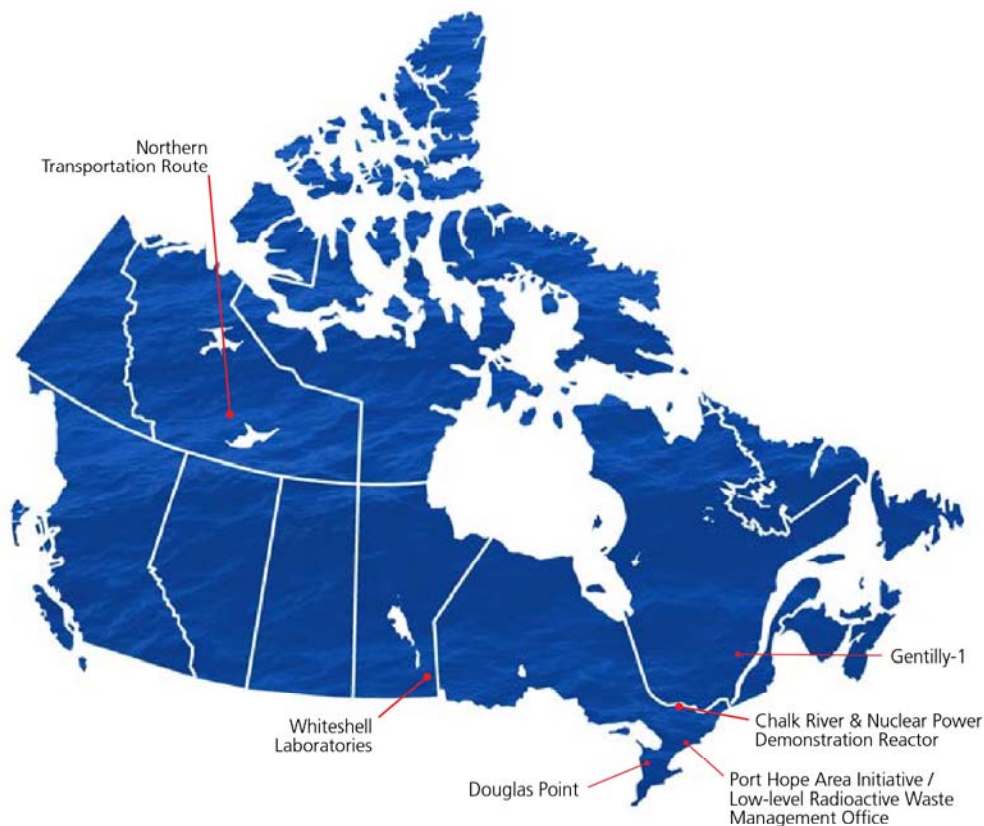 Northern
Transportation Route
Gentilly-1
Whiteshell
Laboratories
Chalk River & Nuclear Power
Demonstration Reactor
Douglas Point
Port Hope Area Initiative /
Low-level Radioactive Waste
Management Office